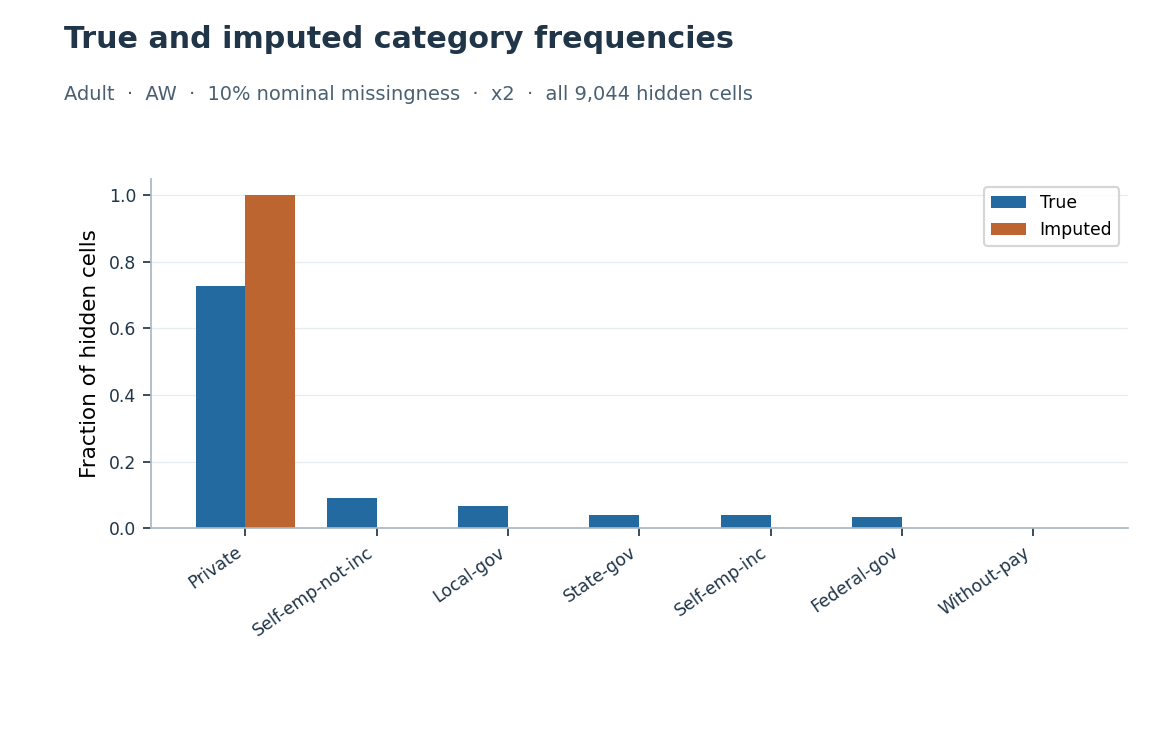 True and imputed category frequencies
Adult · AW · 10% nominal missingness · x2 · all 9,044 hidden cells
True
Imputed
Fraction of hidden cells
1.0
0.8
0.6
0.4
0.2
0.0
Private
Self-emp-not-inc
Local-gov
State-gov
Self-emp-inc
Federal-gov
Without-pay